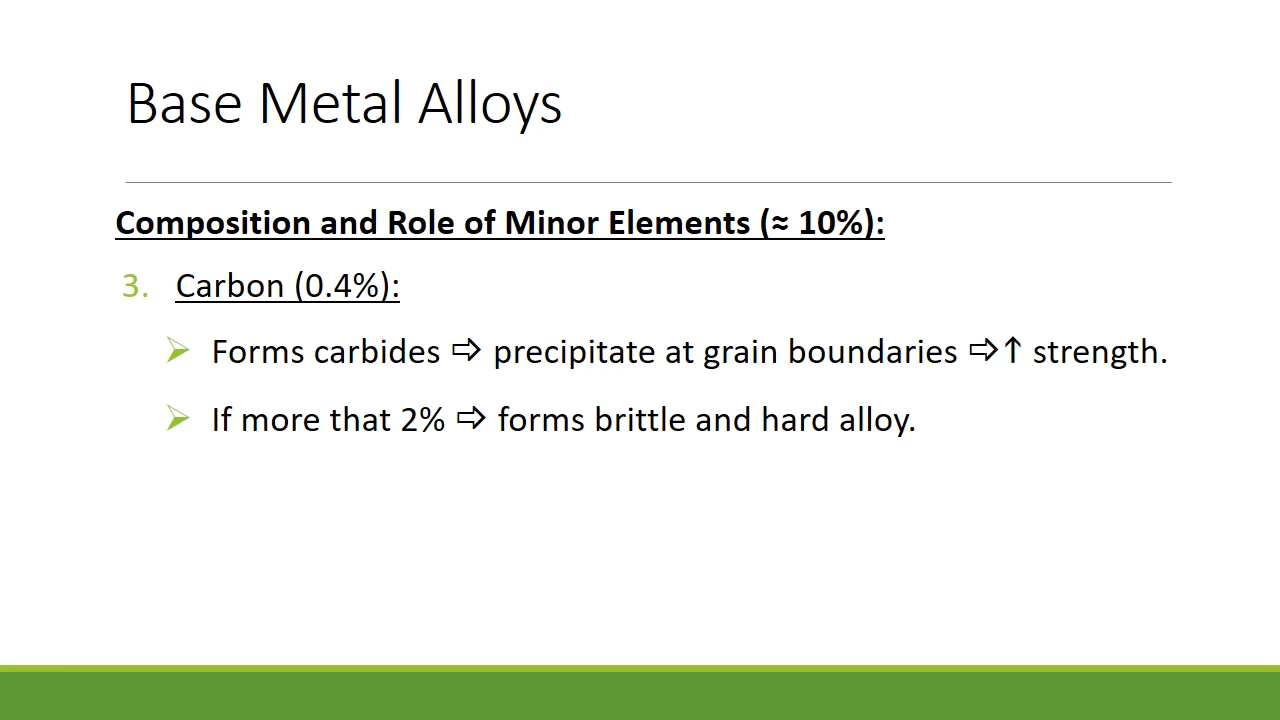 Base Metal Alloys
Composition and Role of Minor Elements (≈ 10%):
3. Carbon (0.4%):
➢ Forms carbides ⇨ precipitate at grain boundaries ⇨↑ strength.
➢ If more that 2% ⇨ forms brittle and hard alloy.